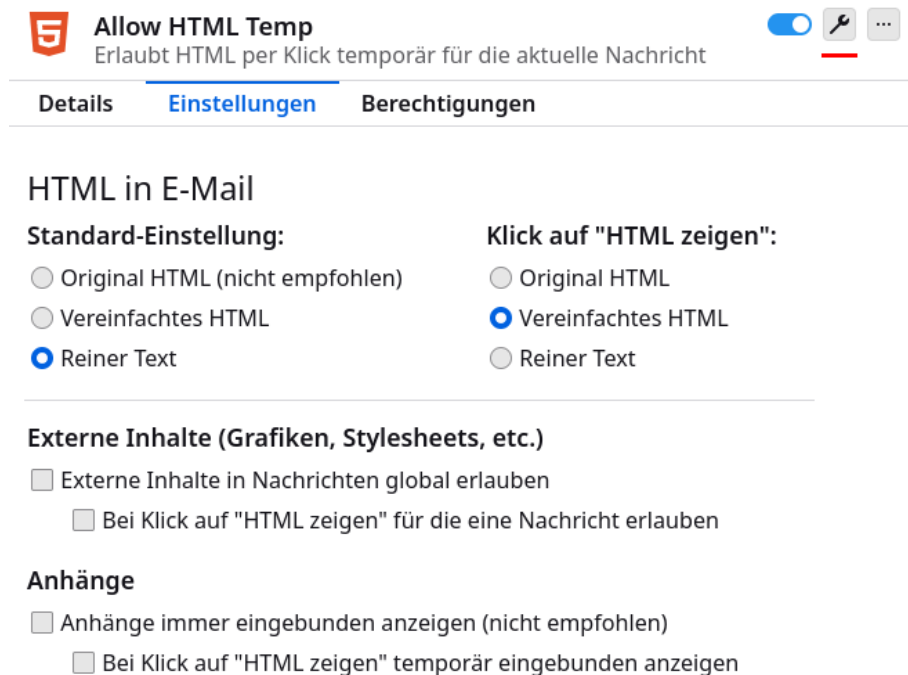 Allow HTML Temp
Erlaubt HTML per Klick temporär für die aktuelle Nachricht
Details Einstellungen Berechtigungen
HTML in E-Mail
Standard-Einstellung:
Original HTML (nicht empfohlen)
Vereinfachtes HTML
Reiner Text
Klick auf "HTML zeigen":
Original HTML
Vereinfachtes HTML
Reiner Text
Externe Inhalte (Grafiken, Stylesheets, etc.)
Externe Inhalte in Nachrichten global erlauben
Bei Klick auf "HTML zeigen" für die eine Nachricht erlauben
Anhänge
Anhänge immer eingebunden anzeigen (nicht empfohlen)
Bei Klick auf "HTML zeigen" temporär eingebunden anzeigen